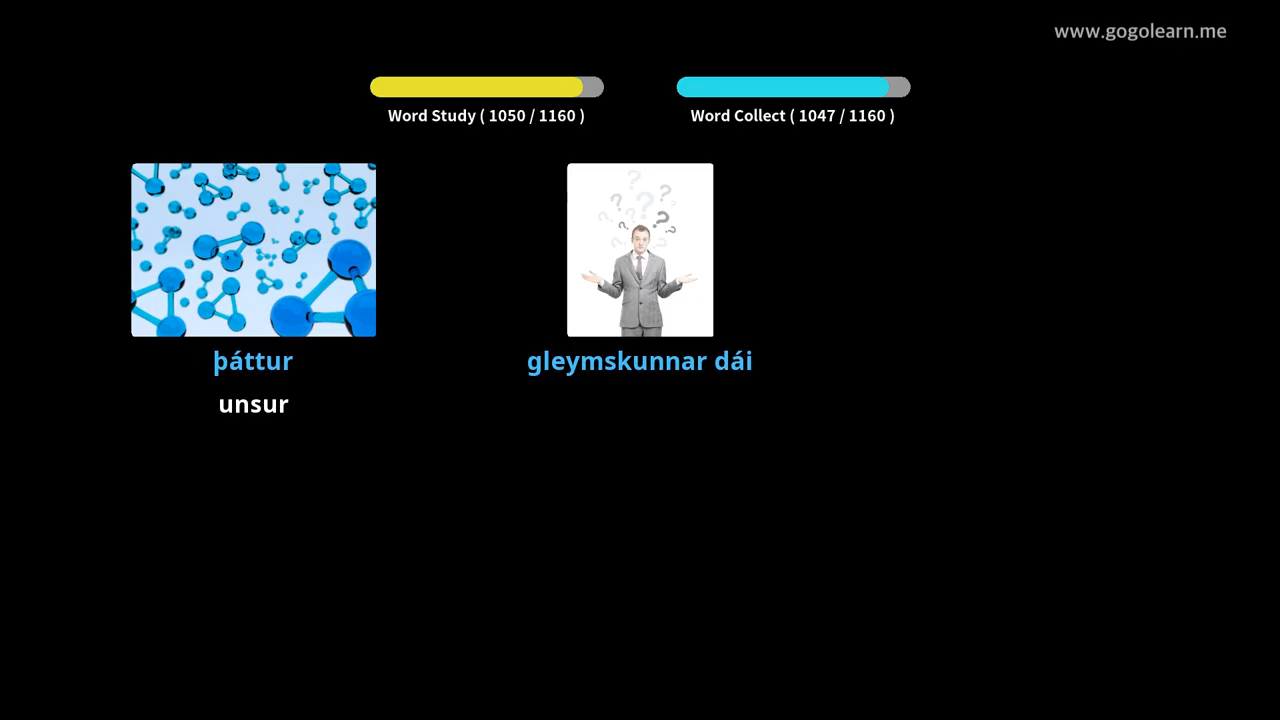 www.gogolearn.me
Word Study ( 1050 / 1160 )
Word Collect ( 1047 / 1160 )
þáttur
gleymskunnar dái
unsur